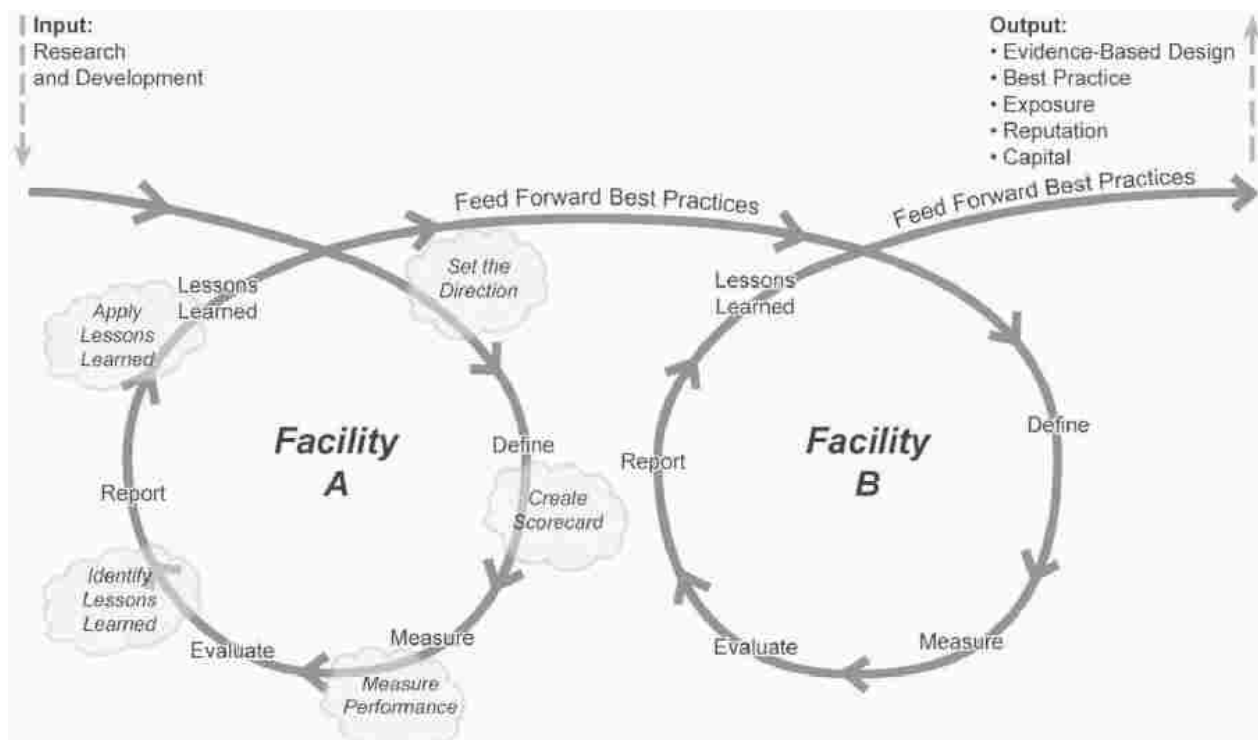 Input:
Research
and Development
Output:
• Evidence-Based Design
• Best Practice
• Exposure
• Reputation
• Capital
Feed Forward Best Practices
Feed Forward Best Practices
Lessons
Learned
Set the
Direction
Apply
Lessons
Learned
Facility
A
Define
Create
Scorecard
Report
Identify
Lessons
Learned
Evaluate
Measure
Measure
Performance
Lessons
Learned
Facility
B
Define
Report
Evaluate
Measure